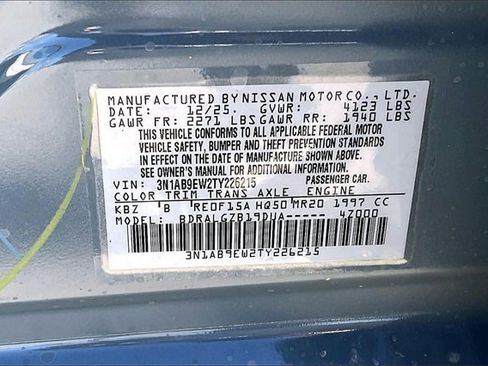 MANUFACTURED BY NISSAN MOTOR CO., LTD.
DATE: 12/25 GVWR: 4123 LBS
GAWR FR: 2271 LBS GAWR RR: 1940 LBS
THIS VEHICLE CONFORMS TO ALL APPLICABLE FEDERAL MOTOR
VEHICLE SAFETY, BUMPER AND THEFT PREVENTION STANDARDS
IN EFFECT ON THE DATE OF MANUFACTURE SHOWN ABOVE.
SEE OWNER'S MANUAL FOR ADDITIONAL INFORMATION.
VIN: 3N1AB9EW2TY226215 PASSENGER CAR.
COLOR TRIM TRANS AXLE ENGINE
KBZ B RE0F15A HQ50 MR20 1997 CC
MODEL: BDRALGZB19DUA----- 4Z000
3N1AB9EW2TY226215